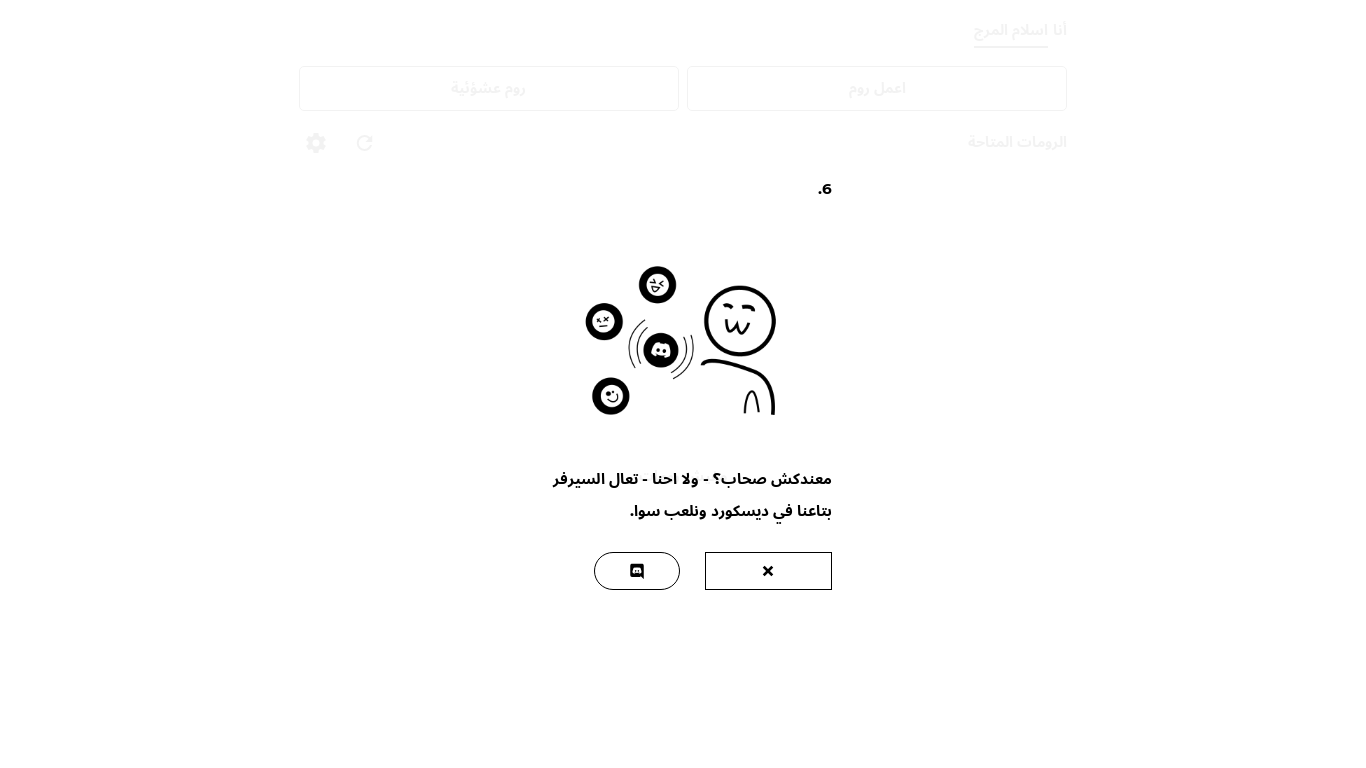 أنا اسلام المرج
اعمل روم
روم عشوئية
الرومات المتاحة
6.
معندكش صحاب؟ - ولا احنا - تعال السيرفر
بتاعنا في ديسكورد ونلعب سوا.